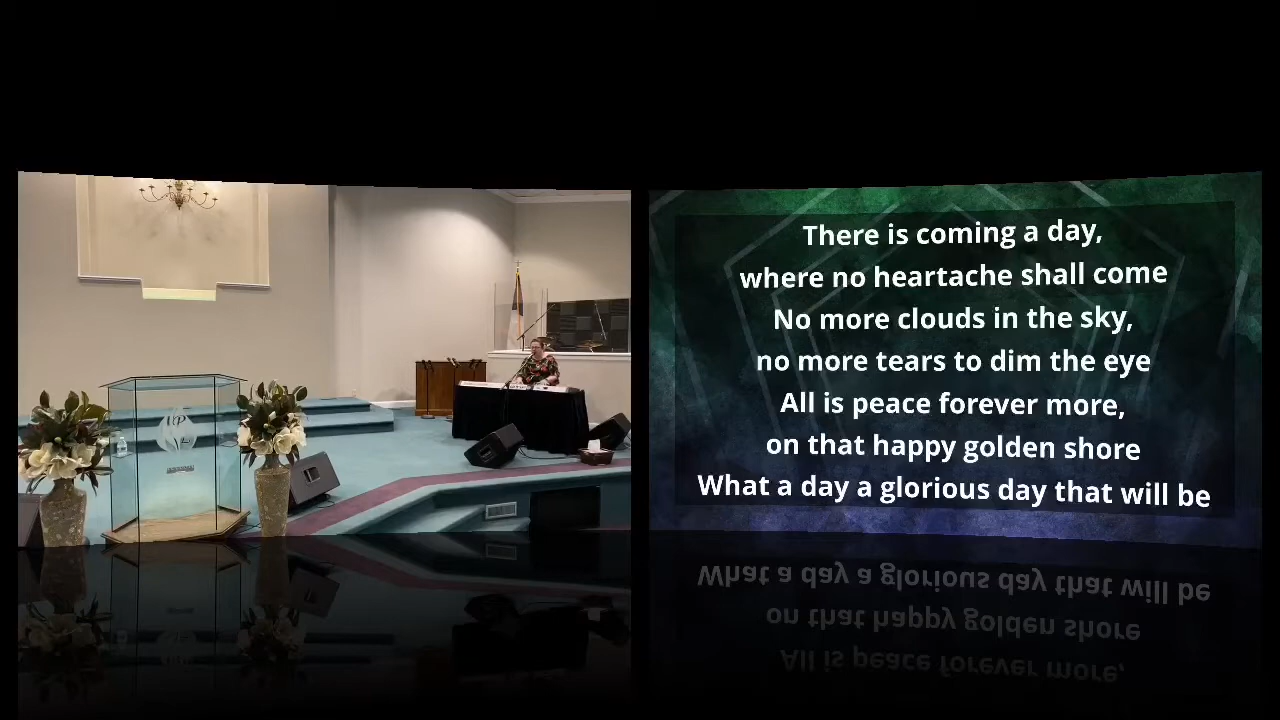 There is coming a day,
where no heartache shall come
No more clouds in the sky,
no more tears to dim the eye
All is peace forever more,
on that happy golden shore
What a day a glorious day that will be